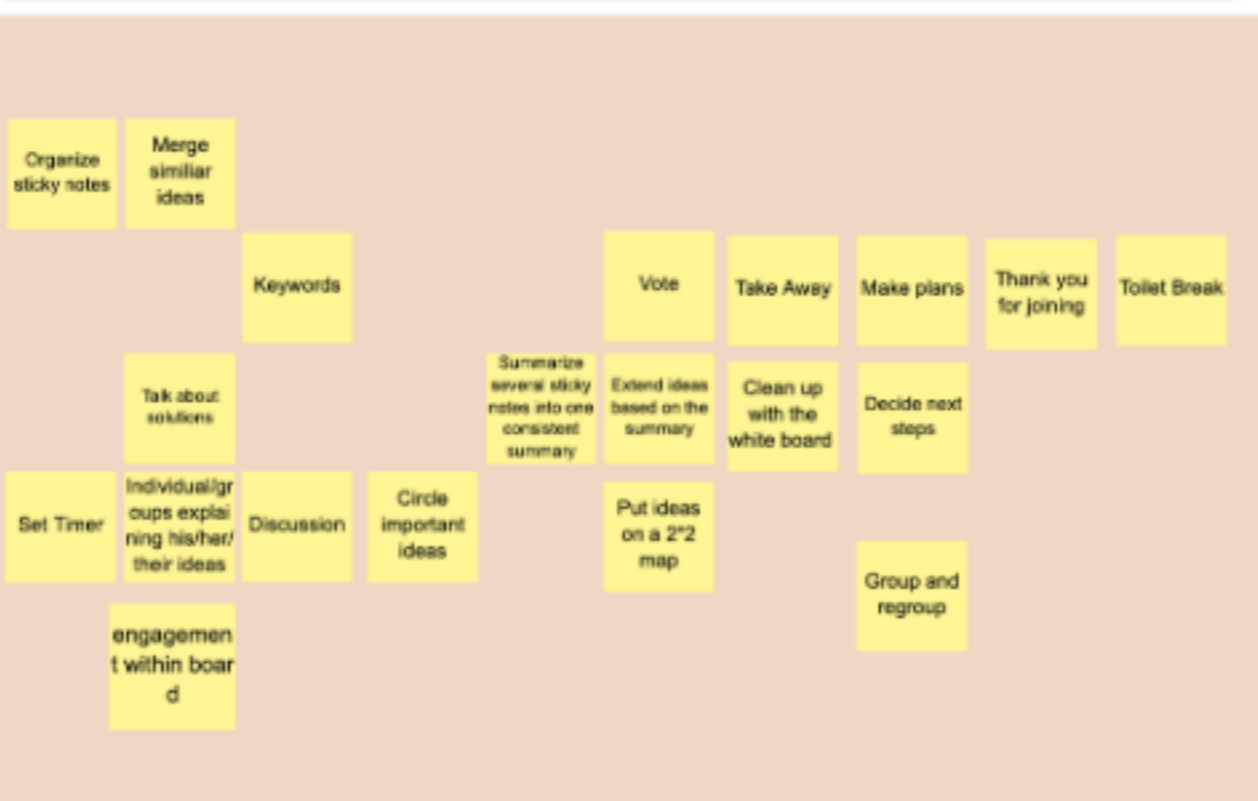 Organize
sticky notes
Merge
similiar
ideas
Keywords
Vote
Take Away
Make plans
Thank you
for joining
Toilet Break
Talk about
solutions
Summarize
several sticky
notes into one
consistent
summary
Extend ideas
based on the
summary
Clean up
with the
white board
Decide next
steps
Set Timer
Individual/gr
oups explai
ning his/her/
their ideas
Discussion
Circle
important
ideas
Put ideas
on a 2*2
map
Group and
regroup
engagemen
t within boar
d